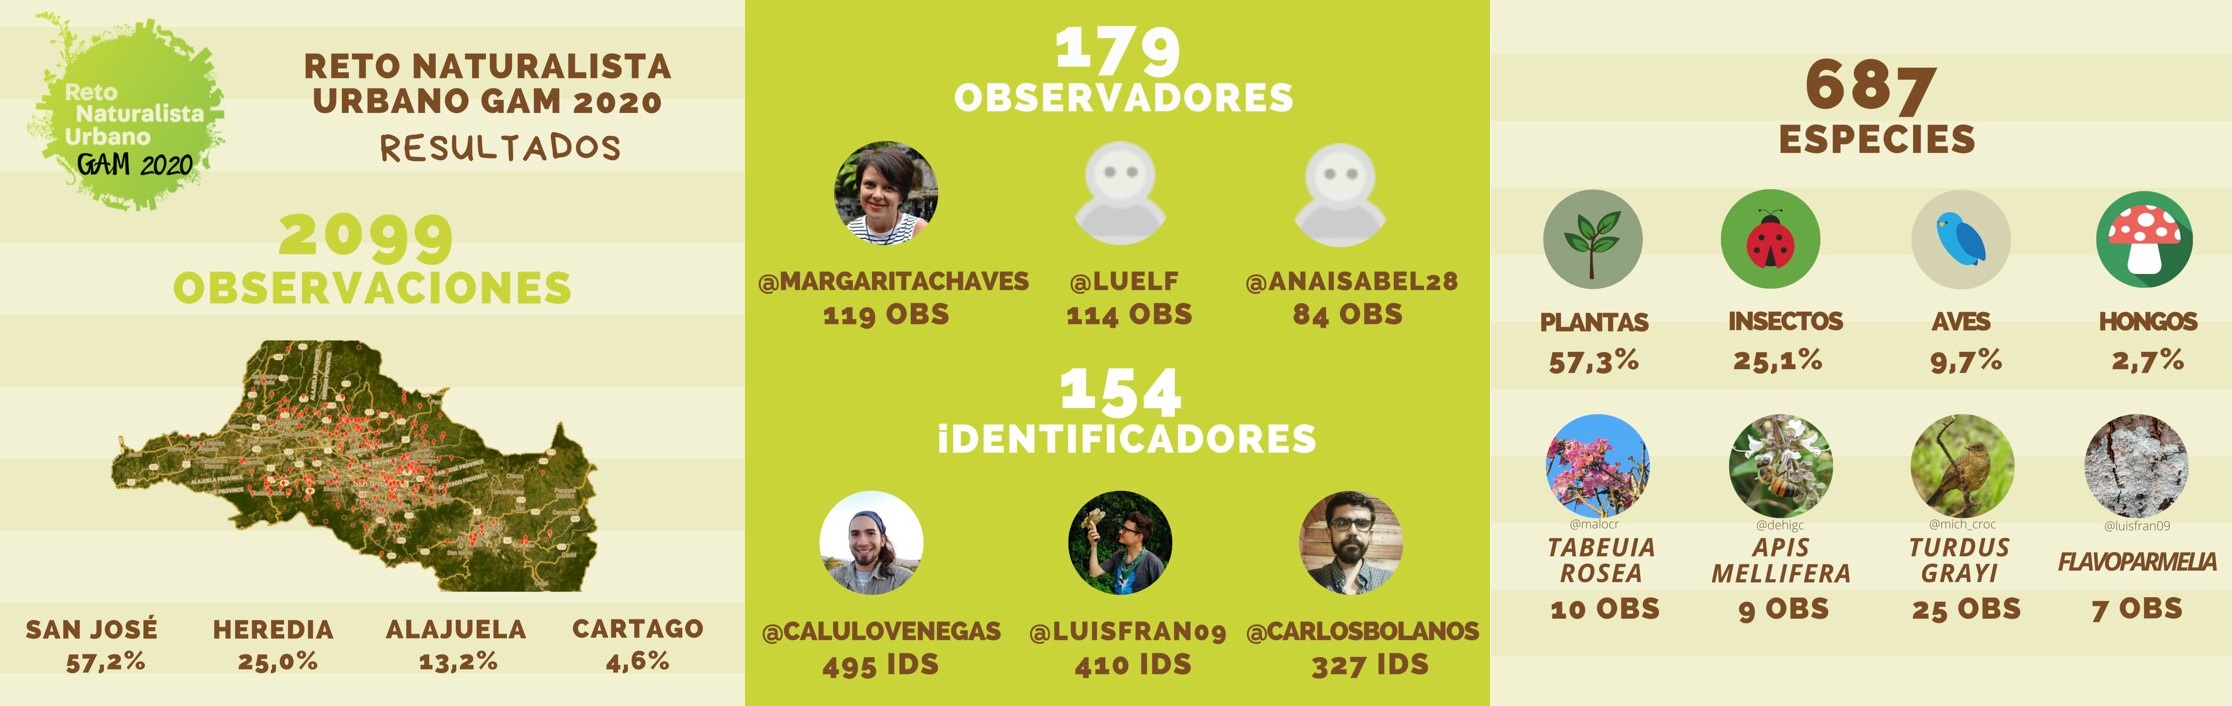 Reto
Naturalista
Urbano
GAM 2020
RETO NATURALISTA
URBANO GAM 2020
RESULTADOS
2099
OBSERVACIONES
SAN JOSÉ
57,2%
HEREDIA
25,0%
ALAJUELA
13,2%
CARTAGO
4,6%
179
OBSERVADORES
@MARGARITACHAVES
119 OBS
@LUELF
114 OBS
@ANAISABEL28
84 OBS
154
iDENTIFICADORES
@CALULOVENEGAS
495 IDS
@LUISFRAN09
410 IDS
@CARLOSBOLANOS
327 IDS
687
ESPECIES
PLANTAS
57,3%
INSECTOS
25,1%
AVES
9,7%
HONGOS
2,7%
@malocr
TABEUIA
ROSEA
10 OBS
@dehigc
APIS
MELLIFERA
9 OBS
@mich_croc
TURDUS
GRAYI
25 OBS
@luisfran09
FLAVOPARMELIA
7 OBS